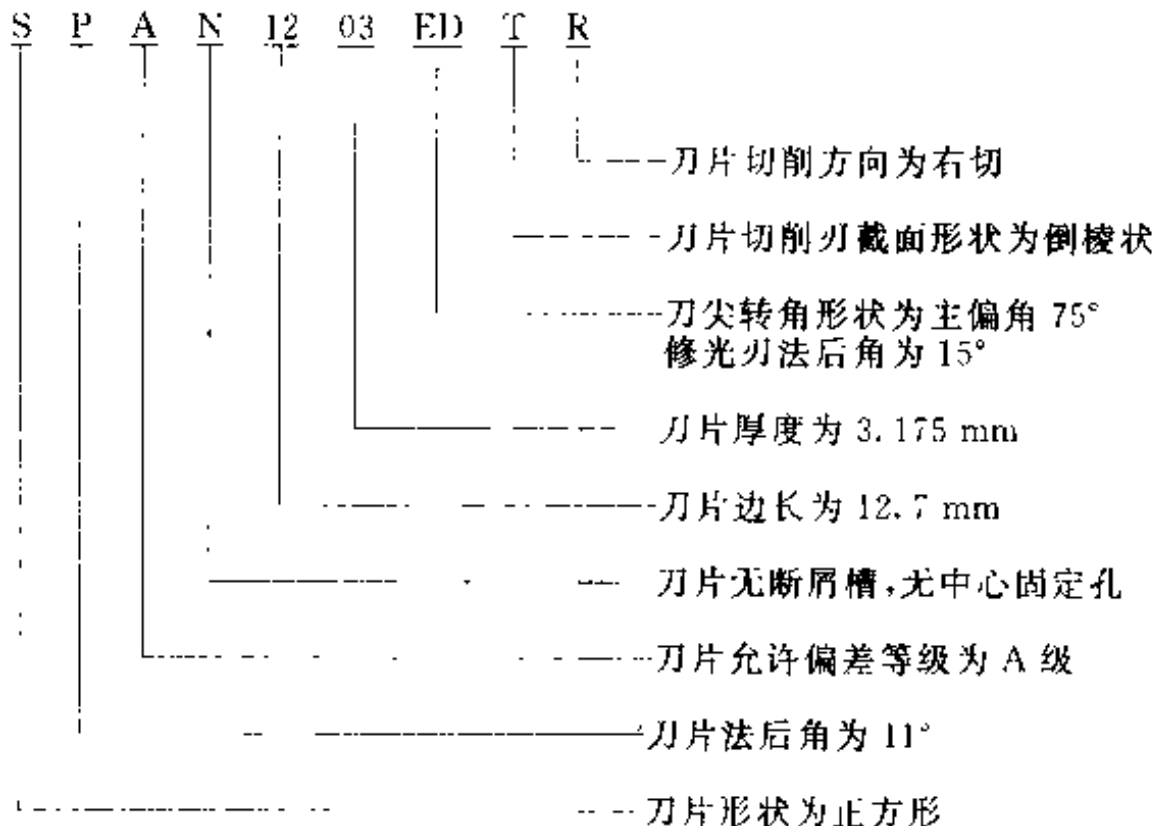 S P A N 12 03 ED T R
刀片切削方向为右切
刀片切削刃截面形状为倒棱状
刀尖转角形状为主偏角 75°
修光刃法后角为 15°
刀片厚度为 3.175 mm
刀片边长为 12.7 mm
刀片无断屑槽,无中心固定孔
刀片允许偏差等级为 A 级
刀片法后角为 11°
刀片形状为正方形